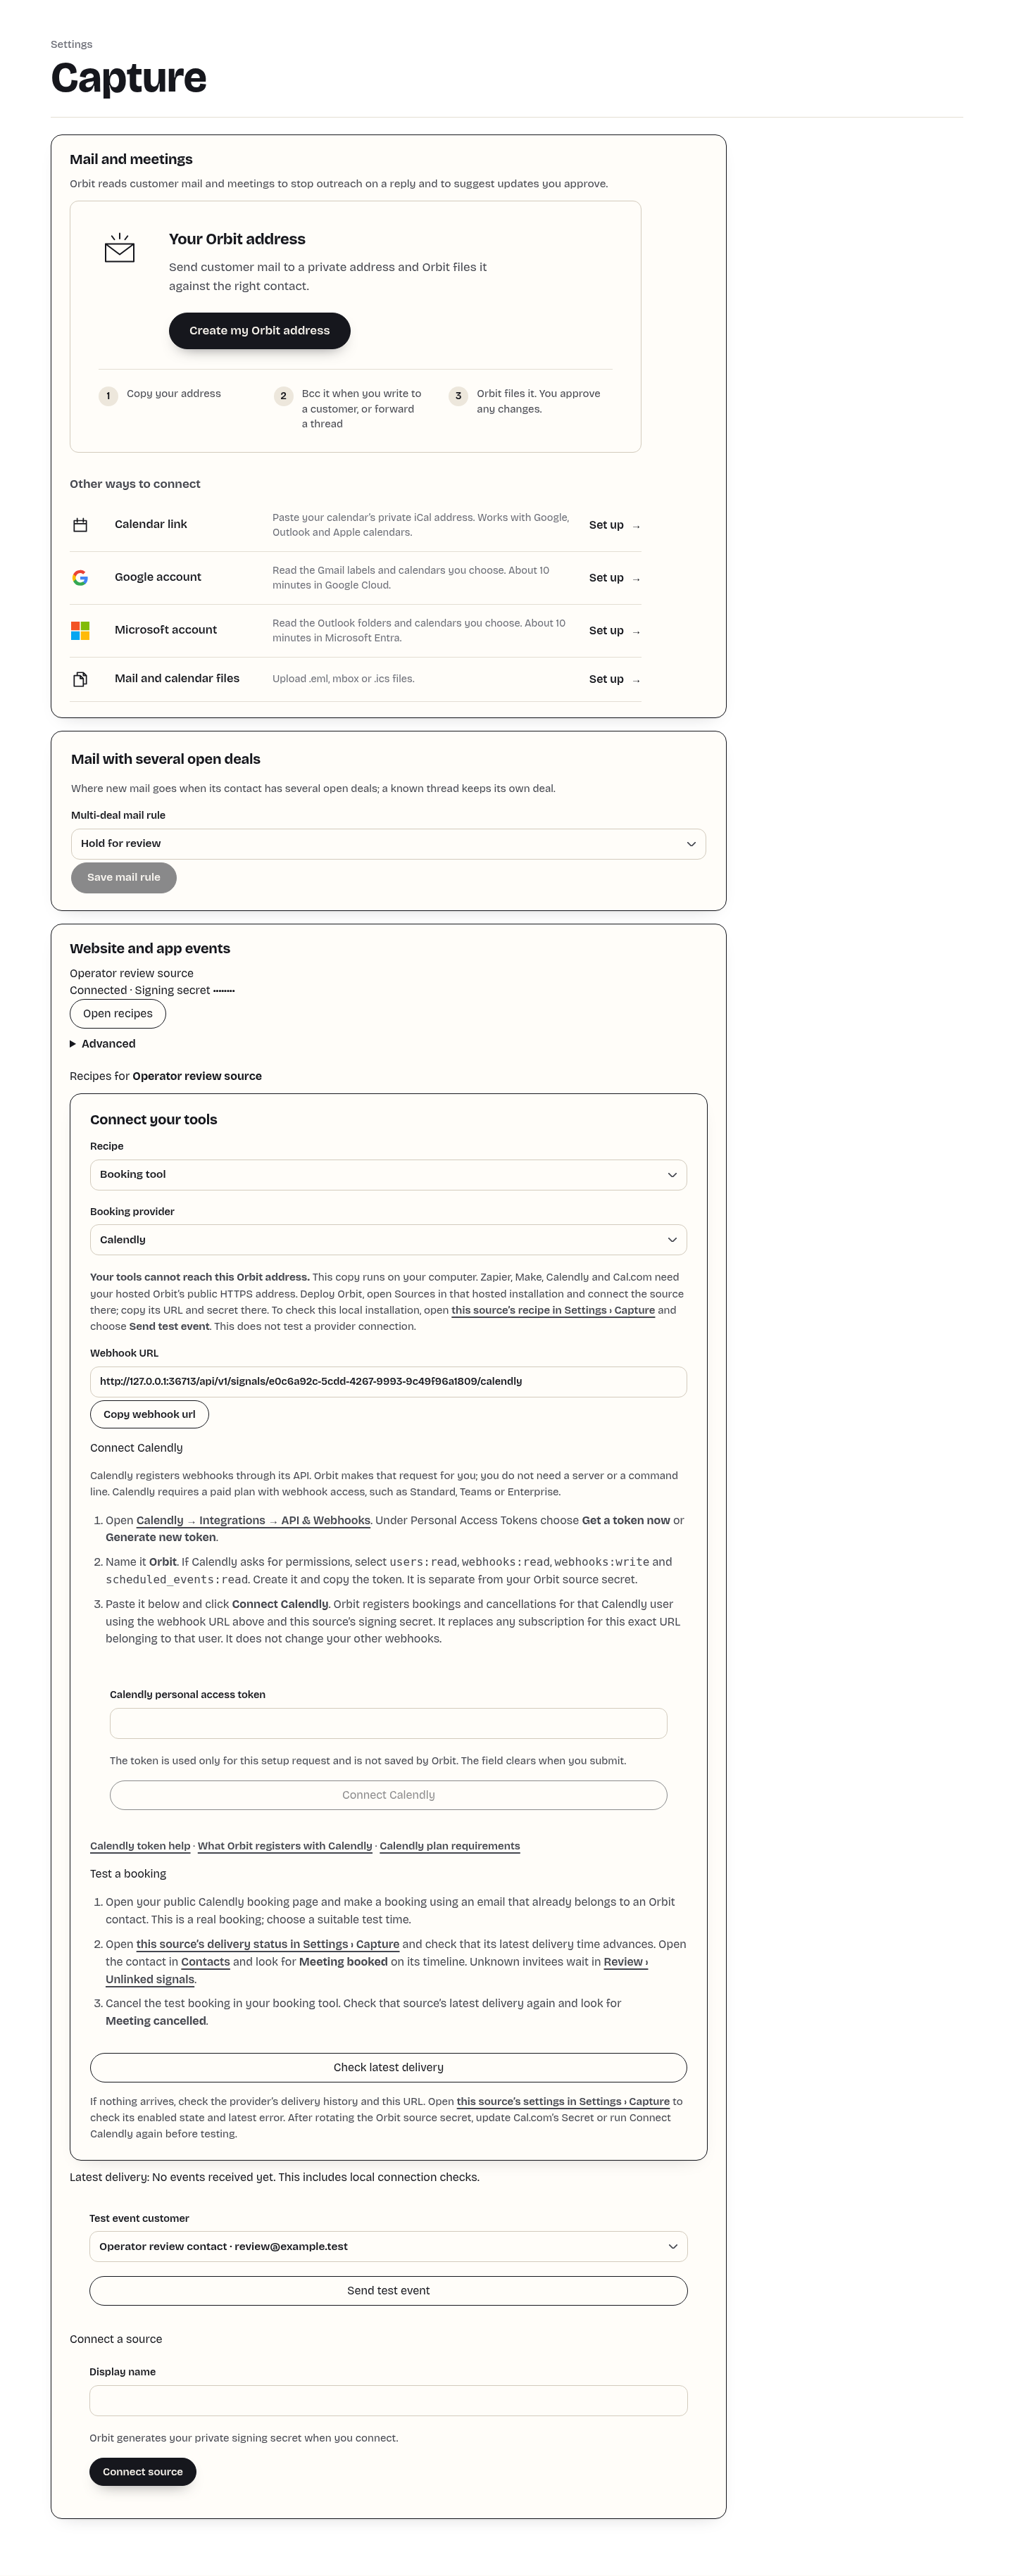 Settings
Capture
Mail and meetings
Orbit reads customer mail and meetings to stop outreach on a reply and to suggest updates you approve.
Your Orbit address
Send customer mail to a private address and Orbit files it
against the right contact.
Create my Orbit address
1 Copy your address
2 Bcc it when you write to
a customer, or forward
a thread
3 Orbit files it. You approve
any changes.
Other ways to connect
Calendar link
Paste your calendar's private iCal address. Works with Google,
Outlook and Apple calendars.
Set up →
Google account
Read the Gmail labels and calendars you choose. About 10
minutes in Google Cloud.
Set up →
Microsoft account
Read the Outlook folders and calendars you choose. About 10
minutes in Microsoft Entra.
Set up →
Mail and calendar files
Upload .eml, mbox or .ics files.
Set up →
Mail with several open deals
Where new mail goes when its contact has several open deals; a known thread keeps its own deal.
Multi-deal mail rule
Hold for review
Save mail rule
Website and app events
Operator review source
Connected · Signing secret ••••••••
Open recipes
▶ Advanced
Recipes for Operator review source
Connect your tools
Recipe
Booking tool
Booking provider
Calendly
Your tools cannot reach this Orbit address. This copy runs on your computer. Zapier, Make, Calendly and Cal.com need
your hosted Orbit's public HTTPS address. Deploy Orbit, open Sources in that hosted installation and connect the source
there; copy its URL and secret there. To check this local installation, open this source's recipe in Settings › Capture and
choose Send test event. This does not test a provider connection.
Webhook URL
http://127.0.0.1:36713/api/v1/signals/e0c6a92c-5cdd-4267-9993-9c49f96a1809/calendly
Copy webhook url
Connect Calendly
Calendly registers webhooks through its API. Orbit makes that request for you; you do not need a server or a command
line. Calendly requires a paid plan with webhook access, such as Standard, Teams or Enterprise.
1. Open Calendly → Integrations → API & Webhooks. Under Personal Access Tokens choose Get a token now or
Generate new token.
2. Name it Orbit. If Calendly asks for permissions, select users:read, webhooks:read, webhooks:write and
scheduled_events:read. Create it and copy the token. It is separate from your Orbit source secret.
3. Paste it below and click Connect Calendly. Orbit registers bookings and cancellations for that Calendly user
using the webhook URL above and this source's signing secret. It replaces any subscription for this exact URL
belonging to that user. It does not change your other webhooks.
Calendly personal access token
The token is used only for this setup request and is not saved by Orbit. The field clears when you submit.
Connect Calendly
Calendly token help · What Orbit registers with Calendly · Calendly plan requirements
Test a booking
1. Open your public Calendly booking page and make a booking using an email that already belongs to an Orbit
contact. This is a real booking; choose a suitable test time.
2. Open this source's delivery status in Settings › Capture and check that its latest delivery time advances. Open
the contact in Contacts and look for Meeting booked on its timeline. Unknown invitees wait in Review ›
Unlinked signals.
3. Cancel the test booking in your booking tool. Check that source's latest delivery again and look for
Meeting cancelled.
Check latest delivery
If nothing arrives, check the provider's delivery history and this URL. Open this source's settings in Settings › Capture to
check its enabled state and latest error. After rotating the Orbit source secret, update Cal.com's Secret or run Connect
Calendly again before testing.
Latest delivery: No events received yet. This includes local connection checks.
Test event customer
Operator review contact · review@example.test
Send test event
Connect a source
Display name
Orbit generates your private signing secret when you connect.
Connect source